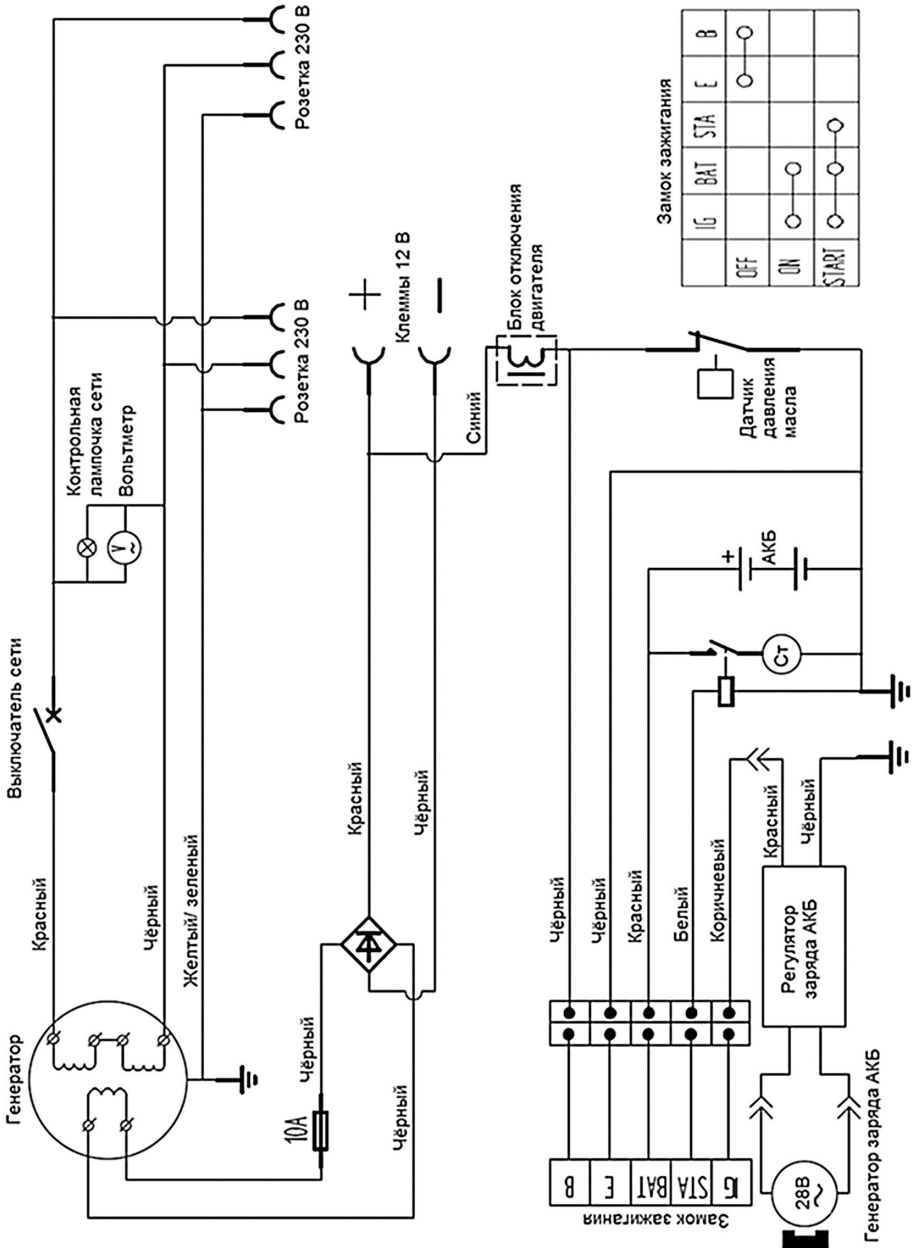 Генератор
Красный
Выключатель сети
Контрольная
лампочка сети
Вольтметр
V
Чёрный
Желтый/ зеленый
Розетка 230 В
Розетка 230 В
10А
Чёрный
Чёрный
Красный
Чёрный
Клеммы 12 В
+
−
Синий
Блок отключения
двигателя
Замок зажигания
IG BAT STA E B
OFF
ON
START
Замок зажигания
B
E
BAT
STA
IG
Чёрный
Чёрный
Красный
Белый
Коричневый
Ст
+
АКБ
Датчик
давления
масла
28В
Генератор заряда АКБ
Регулятор
заряда АКБ
Красный
Чёрный